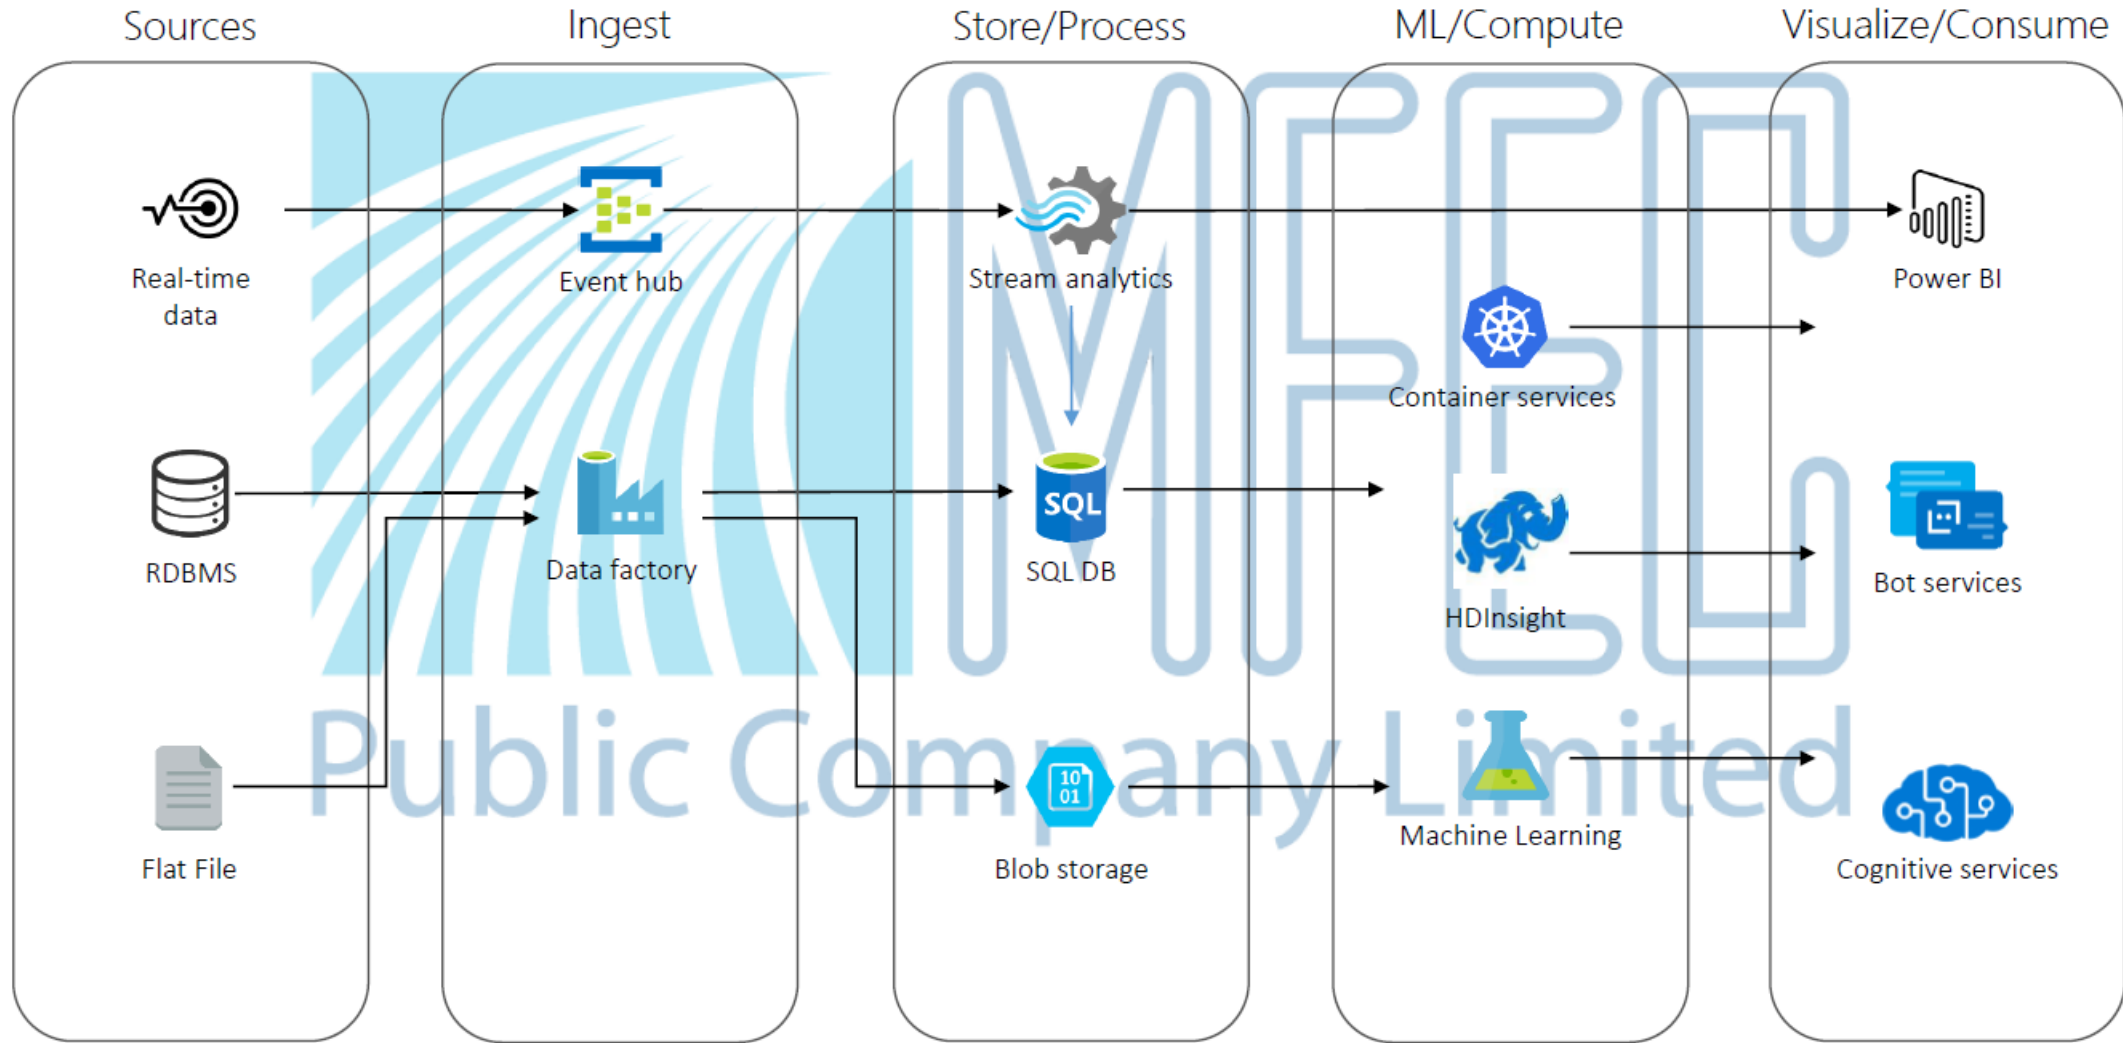 Sources
Ingest
Store/Process
ML/Compute
Visualize/Consume
Real-time
data
Event hub
Stream analytics
Power BI
Container services
RDBMS
Data factory
SQL
SQL DB
HDInsight
Bot services
Flat File
10
01
Blob storage
Machine Learning
Cognitive services
MFEC
Public Company Limited